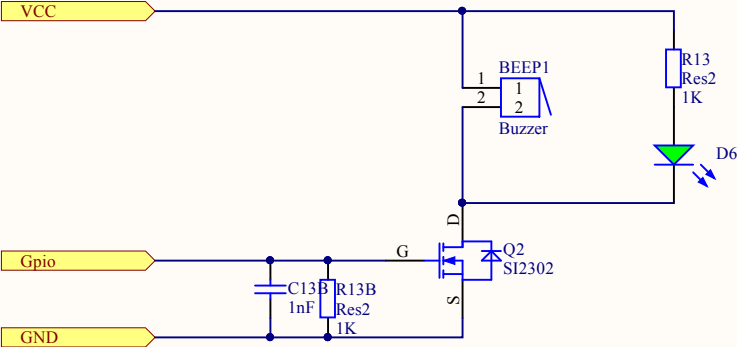 VCC
BEEP1
1
1
2
2
Buzzer
R13
Res2
1K
D6
D
G
Q2
SI2302
S
Gpio
C13B
1nF
R13B
Res2
1K
GND